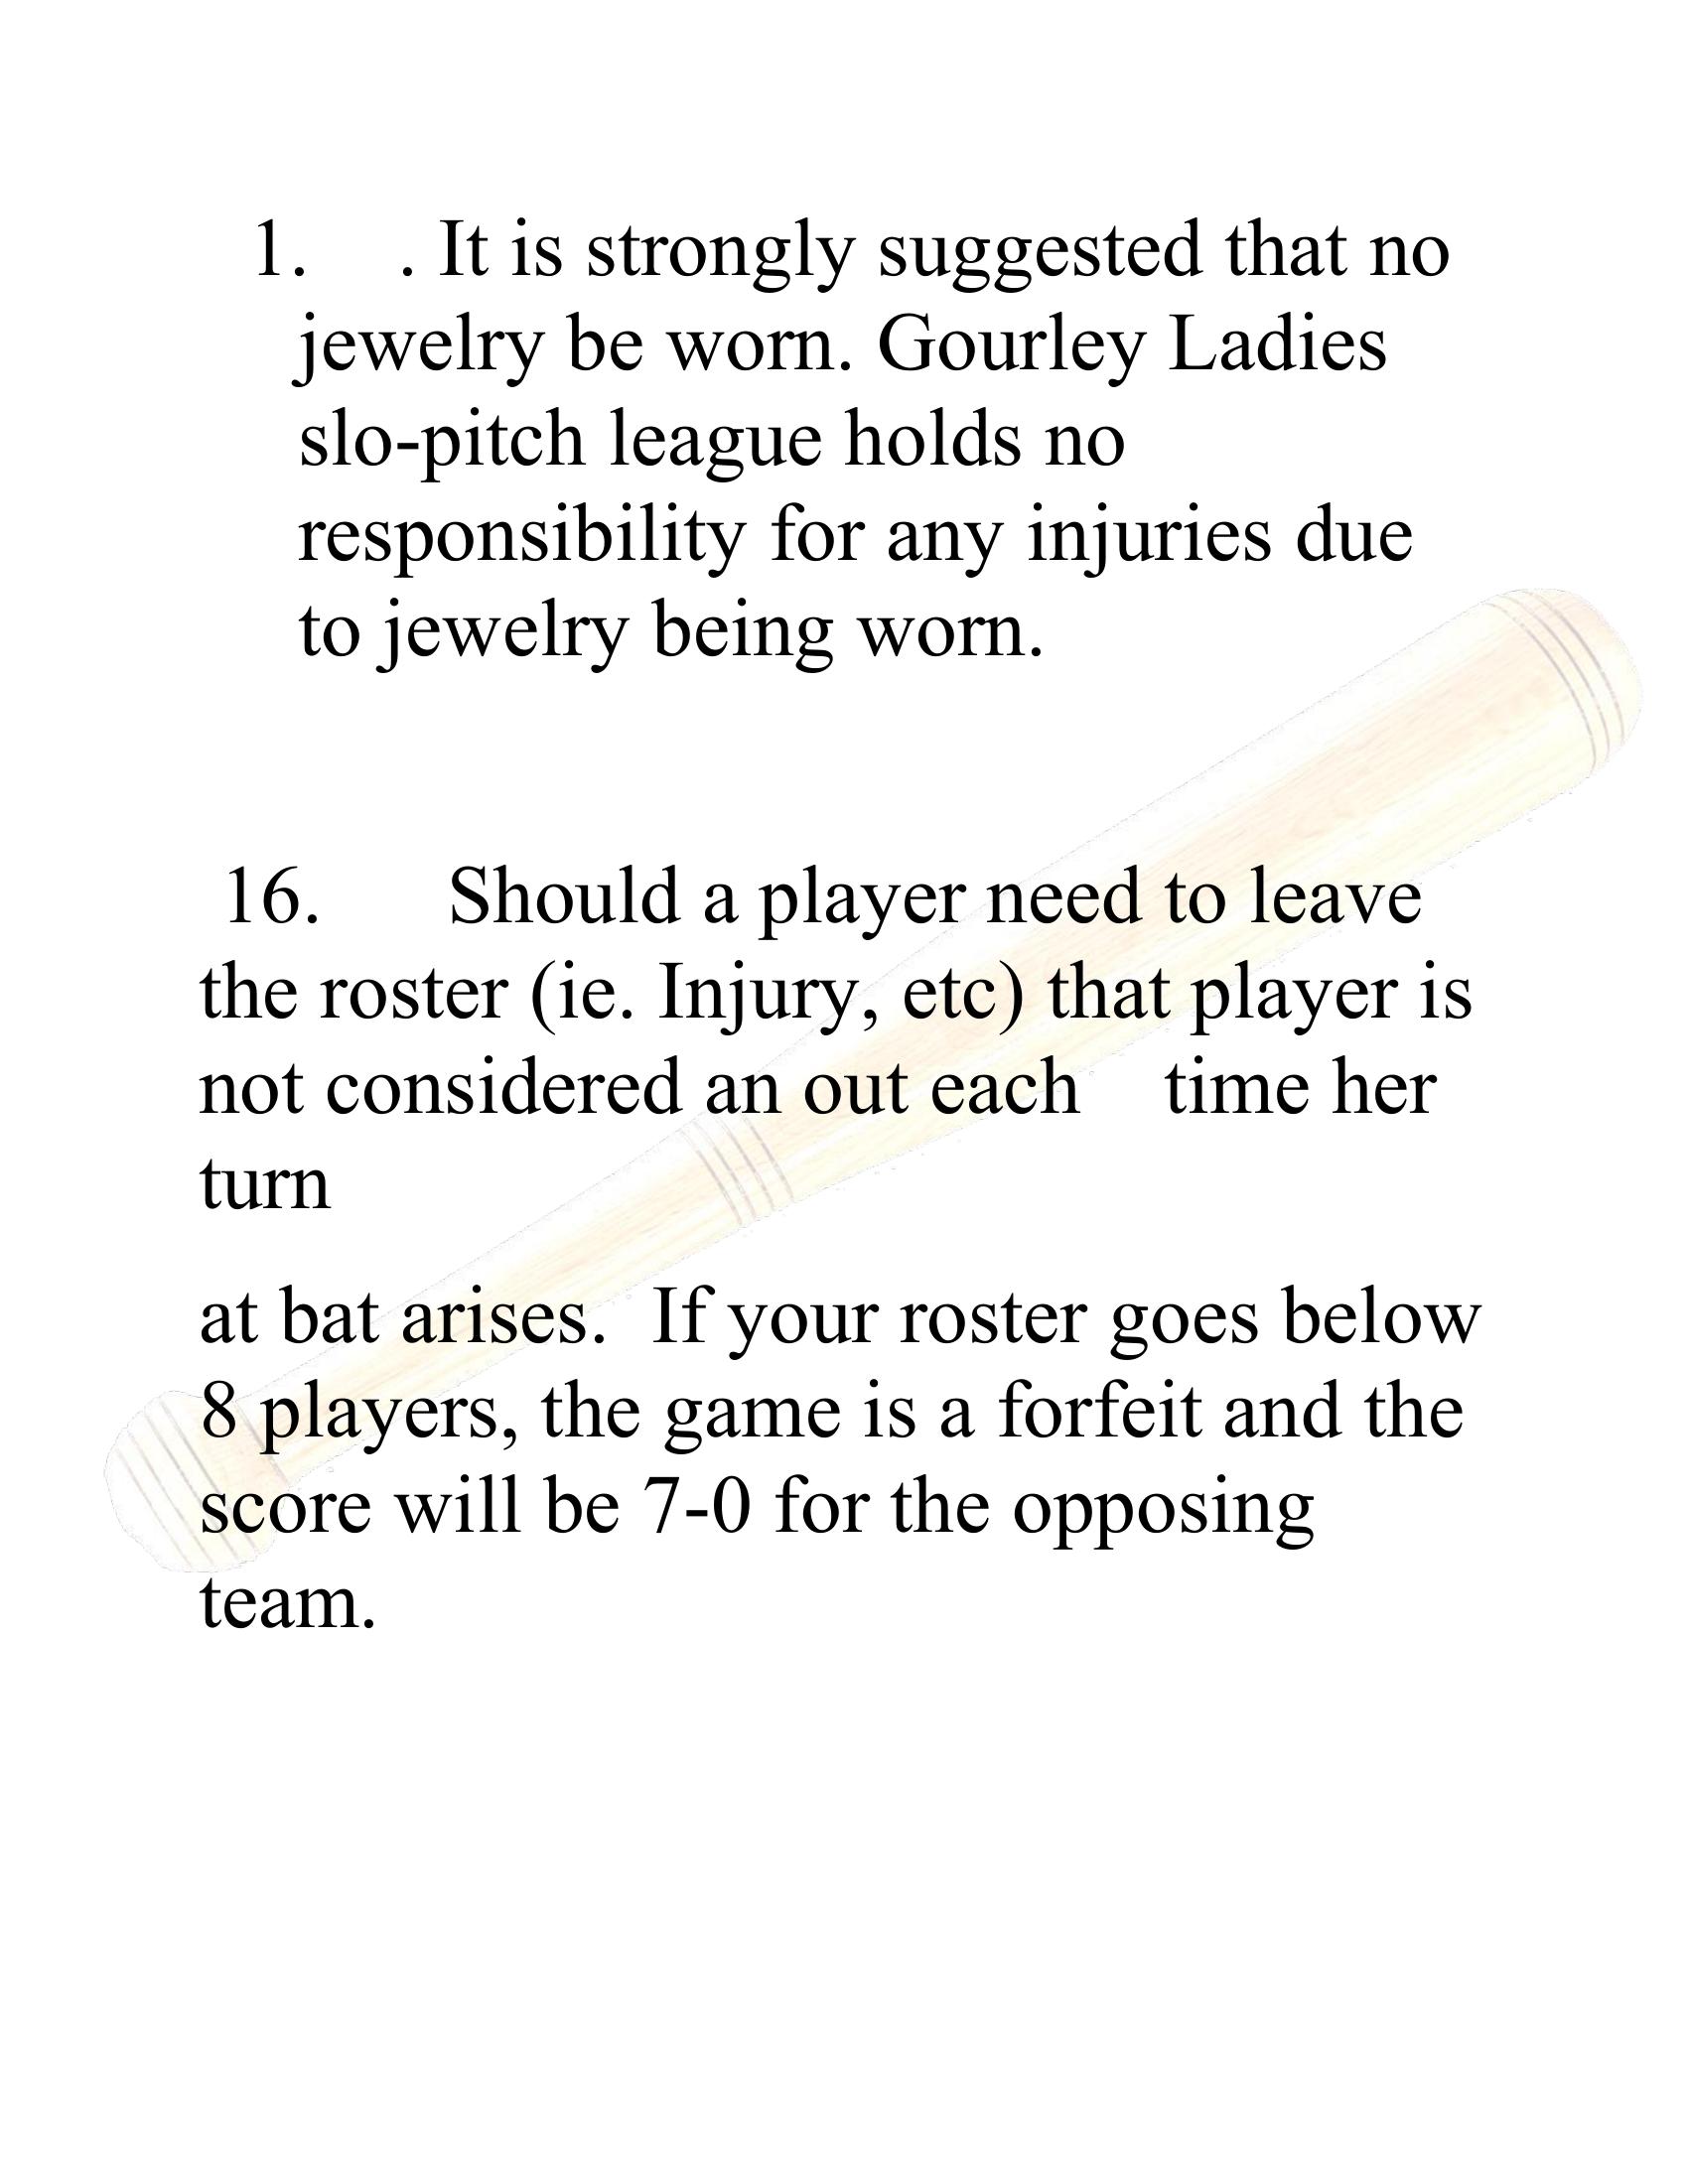 1. . It is strongly suggested that no
jewelry be worn. Gourley Ladies
slo-pitch league holds no
responsibility for any injuries due
to jewelry being worn.
16. Should a player need to leave
the roster (ie. Injury, etc) that player is
not considered an out each time her
turn
at bat arises. If your roster goes below
8 players, the game is a forfeit and the
score will be 7-0 for the opposing
team.